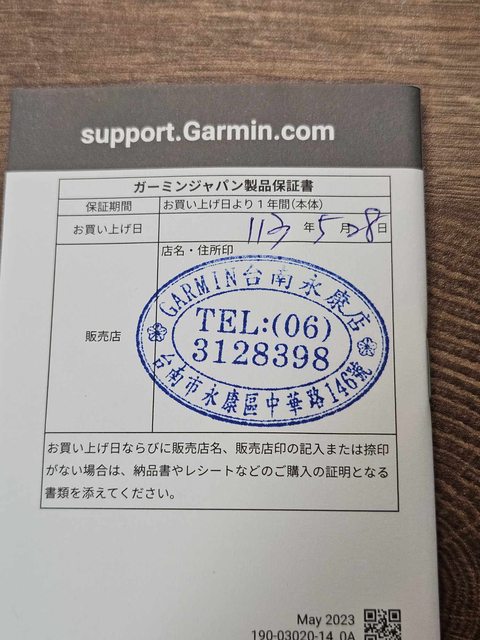 support.Garmin.com
ガーミンジャパン製品保証書
保証期間 お買い上げ日より1年間(本体)
お買い上げ日 113 年 5 月 28 日
販売店 店名・住所印
GARMIN台南永康店
TEL:(06)
3128398
台南市永康區中華路146號
お買い上げ日ならびに販売店名、販売店印の記入または捺印
がない場合は、納品書やレシートなどのご購入の証明となる
書類を添えてください。
May 2023
190-03020-14_0A